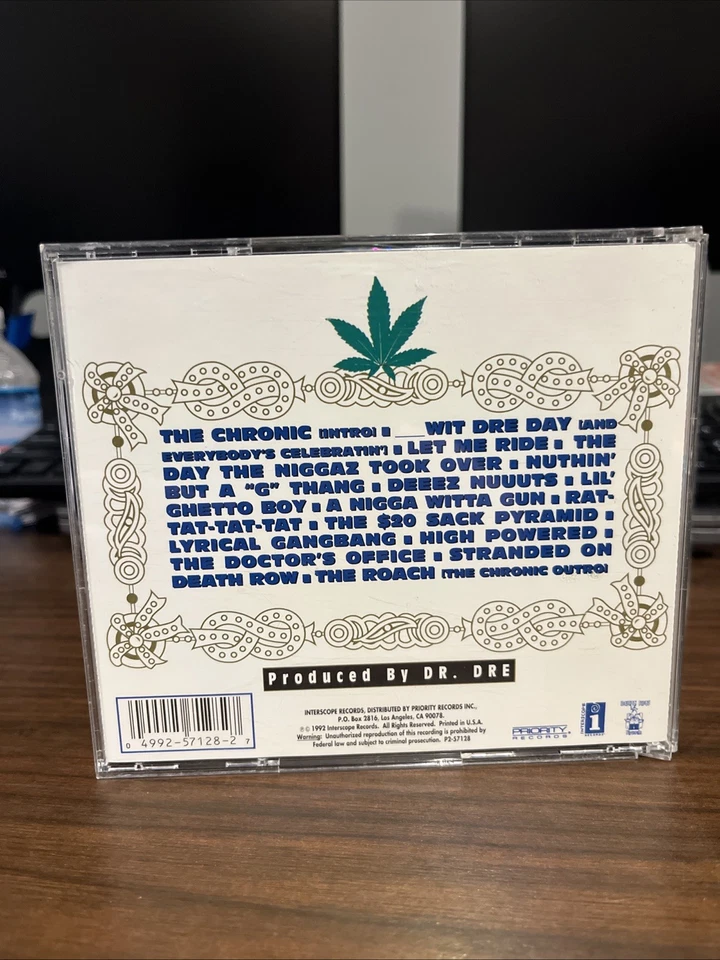 THE CHRONIC [INTRO] ▪ __WIT DRE DAY [AND
EVERYBODY'S CELEBRATIN'] ▪ LET ME RIDE ▪ THE
DAY THE NIGGAZ TOOK OVER ▪ NUTHIN'
BUT A "G" THANG ▪ DEEEZ NUUUTS ▪ LIL'
GHETTO BOY ▪ A NIGGA WITTA GUN ▪ RAT-
TAT-TAT-TAT ▪ THE $20 SACK PYRAMID ▪
LYRICAL GANGBANG ▪ HIGH POWERED ▪
THE DOCTOR'S OFFICE ▪ STRANDED ON
DEATH ROW ▪ THE ROACH [THE CHRONIC OUTRO]
Produced By DR. DRE
INTERSCOPE RECORDS, DISTRIBUTED BY PRIORITY RECORDS INC.,
P.O. Box 2816, Los Angeles, CA 90078.
℗ © 1992 Interscope Records. All Rights Reserved. Printed in U.S.A.
Warning: Unauthorized reproduction of this recording is prohibited by
Federal law and subject to criminal prosecution. P2-57128
0 4992-57128-2 7
PRIORITY
RECORDS
INTERSCOPE
RECORDS